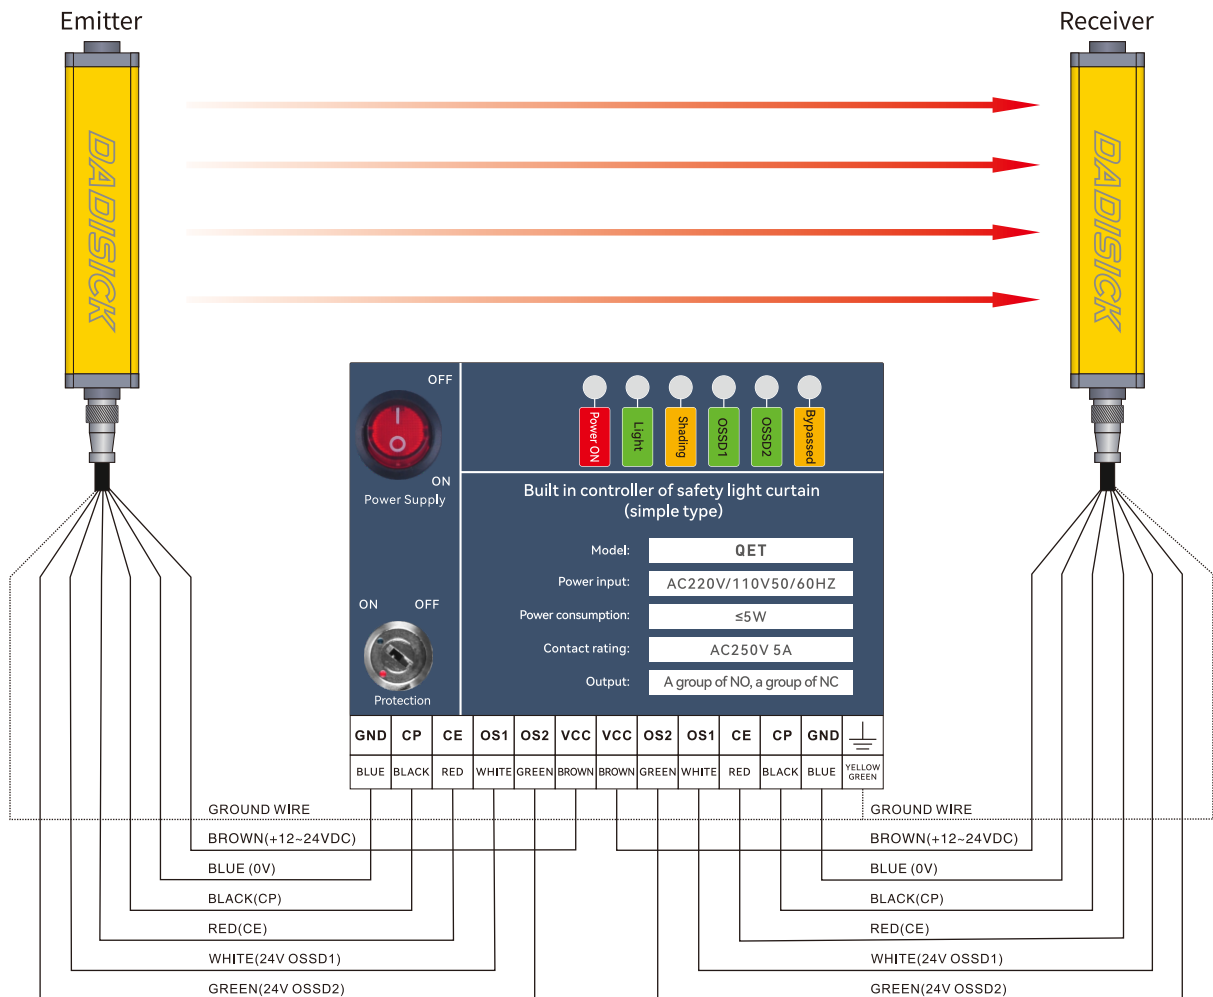 Emitter
Receiver
DADISICK
DADISICK
OFF
ON
Power Supply
ON OFF
Protection
Power ON
Light
Shading
OSSD1
OSSD2
Bypassed
Built in controller of safety light curtain
(simple type)
Model: QET
Power input: AC220V/110V50/60HZ
Power consumption: ≤5W
Contact rating: AC250V 5A
Output: A group of NO, a group of NC
GND CP CE OS1 OS2 VCC VCC OS2 OS1 CE CP GND
BLUE BLACK RED WHITE GREEN BROWN BROWN GREEN WHITE RED BLACK BLUE YELLOW
GREEN
GROUND WIRE GROUND WIRE
BROWN(+12~24VDC) BROWN(+12~24VDC)
BLUE (0V) BLUE (0V)
BLACK(CP) BLACK(CP)
RED(CE) RED(CE)
WHITE(24V OSSD1) WHITE(24V OSSD1)
GREEN(24V OSSD2) GREEN(24V OSSD2)